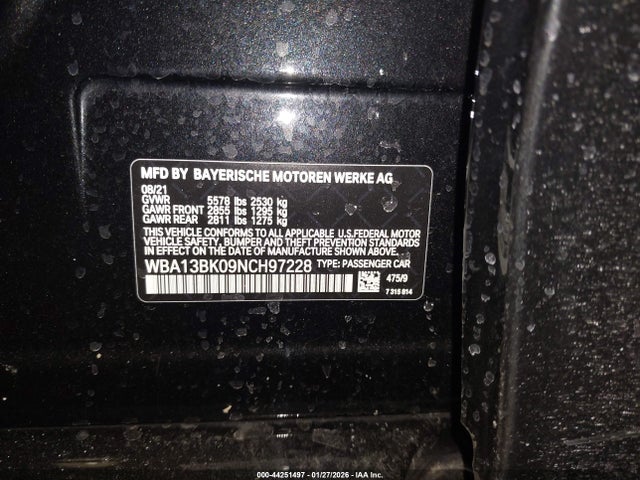 MFD BY BAYERISCHE MOTOREN WERKE AG
08/21
GVWR 5578 lbs 2530 kg
GAWR FRONT 2855 lbs 1295 kg
GAWR REAR 2811 lbs 1275 kg
THIS VEHICLE CONFORMS TO ALL APPLICABLE U.S.FEDERAL MOTOR
VEHICLE SAFETY, BUMPER AND THEFT PREVENTION STANDARDS
IN EFFECT ON THE DATE OF MANUFACTURE SHOWN ABOVE.
WBA13BK09NCH97228 TYPE: PASSENGER CAR
475/9
7 315 814
000-44251497 - 01/27/2026 - IAA Inc.